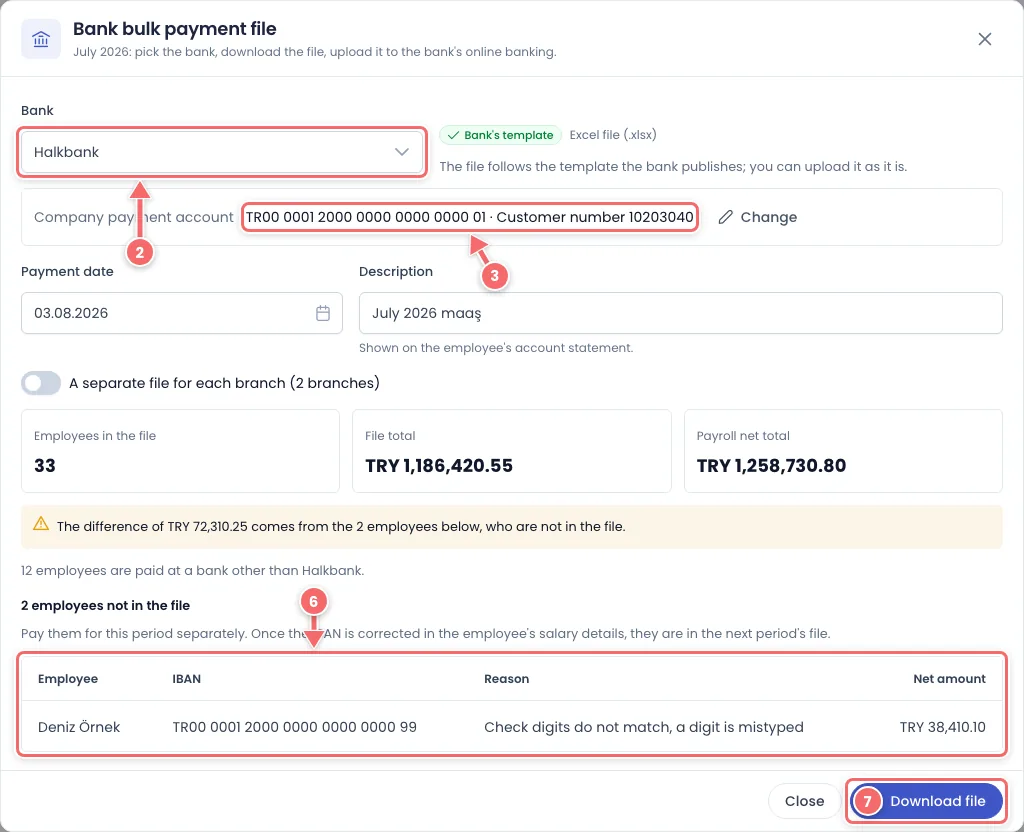 Bank bulk payment file
July 2026: pick the bank, download the file, upload it to the bank's online banking.
Bank
Halkbank
Bank's template Excel file (.xlsx)
The file follows the template the bank publishes; you can upload it as it is.
Company payment account TR00 0001 2000 0000 0000 0000 01 · Customer number 10203040 Change
2
3
Payment date
03.08.2026
Description
July 2026 maaş
Shown on the employee's account statement.
A separate file for each branch (2 branches)
Employees in the file
33
File total
TRY 1,186,420.55
Payroll net total
TRY 1,258,730.80
The difference of TRY 72,310.25 comes from the 2 employees below, who are not in the file.
12 employees are paid at a bank other than Halkbank.
2 employees not in the file
6
Pay them for this period separately. Once the IBAN is corrected in the employee's salary details, they are in the next period's file.
Employee IBAN Reason Net amount
Deniz Örnek TR00 0001 2000 0000 0000 0000 99 Check digits do not match, a digit is mistyped TRY 38,410.10
Close
7 Download file